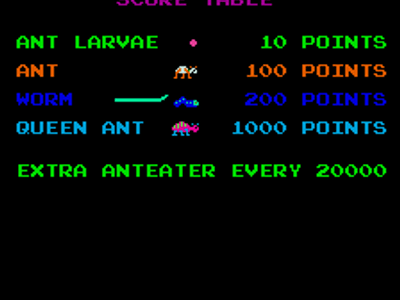 SCORE TABLE
ANT LARVAE 10 POINTS
ANT 100 POINTS
WORM 200 POINTS
QUEEN ANT 1000 POINTS
EXTRA ANTEATER EVERY 20000